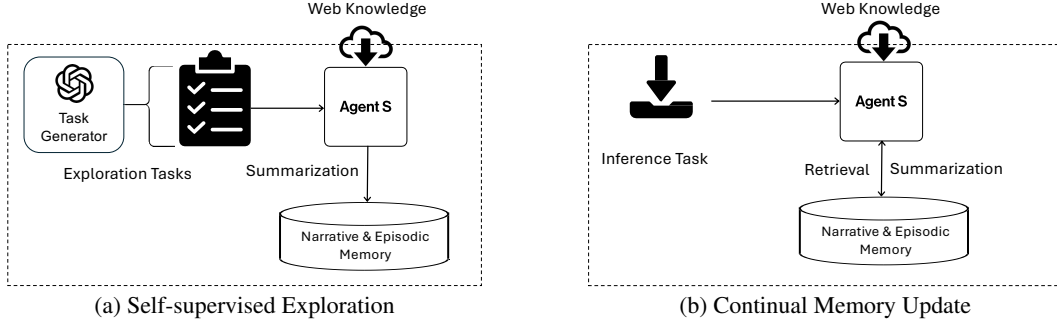 Web Knowledge
Task
Generator
Agent S
Exploration Tasks
Summarization
Narrative & Episodic
Memory
(a) Self-supervised Exploration
Web Knowledge
Agent S
Inference Task
Retrieval
Summarization
Narrative & Episodic
Memory
(b) Continual Memory Update